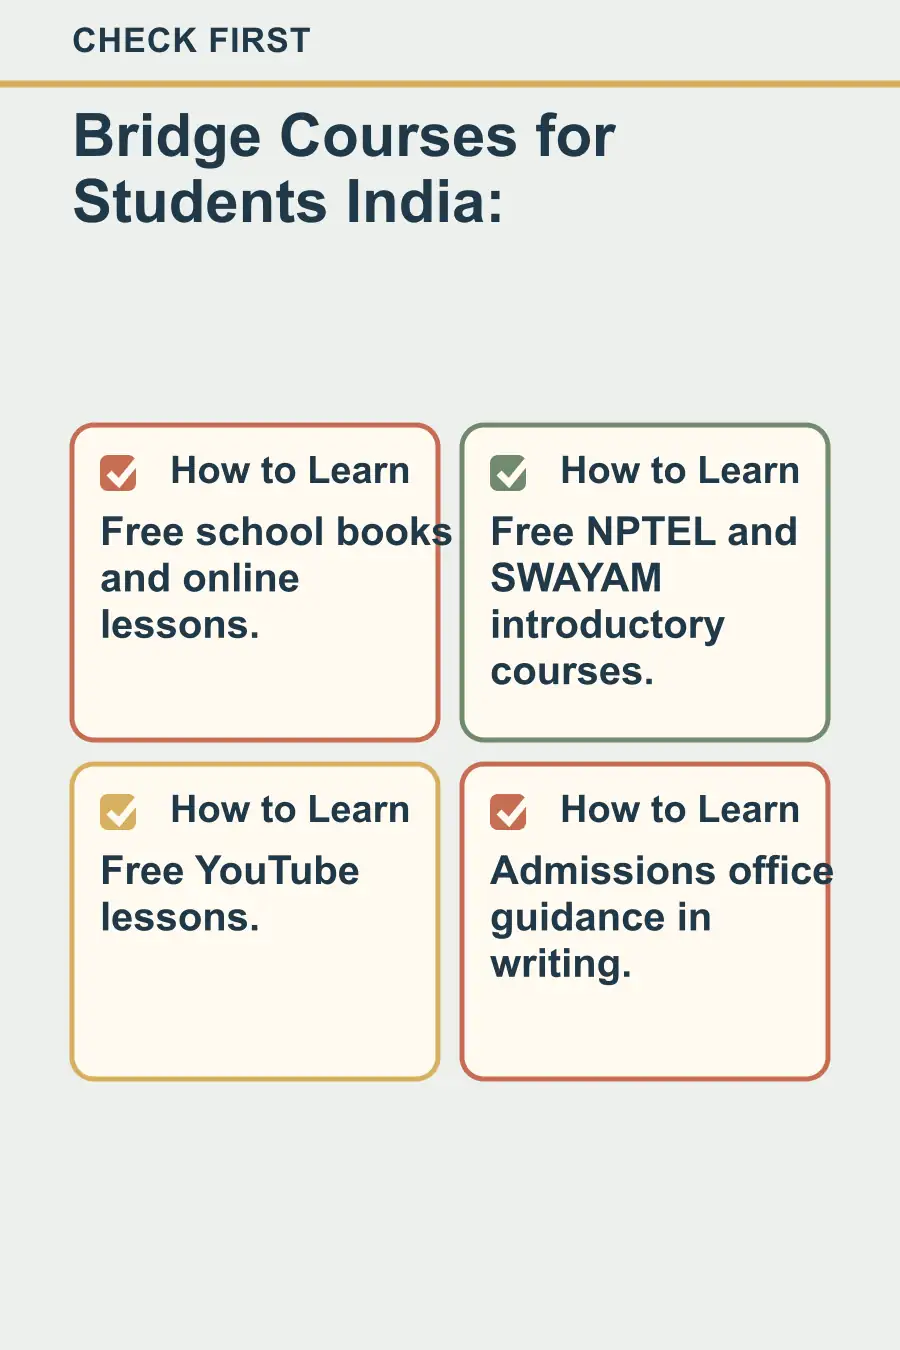 CHECK FIRST
Bridge Courses for
Students India:
How to Learn
Free school books
and online
lessons.
How to Learn
Free NPTEL and
SWAYAM
introductory
courses.
How to Learn
Free YouTube
lessons.
How to Learn
Admissions office
guidance in
writing.